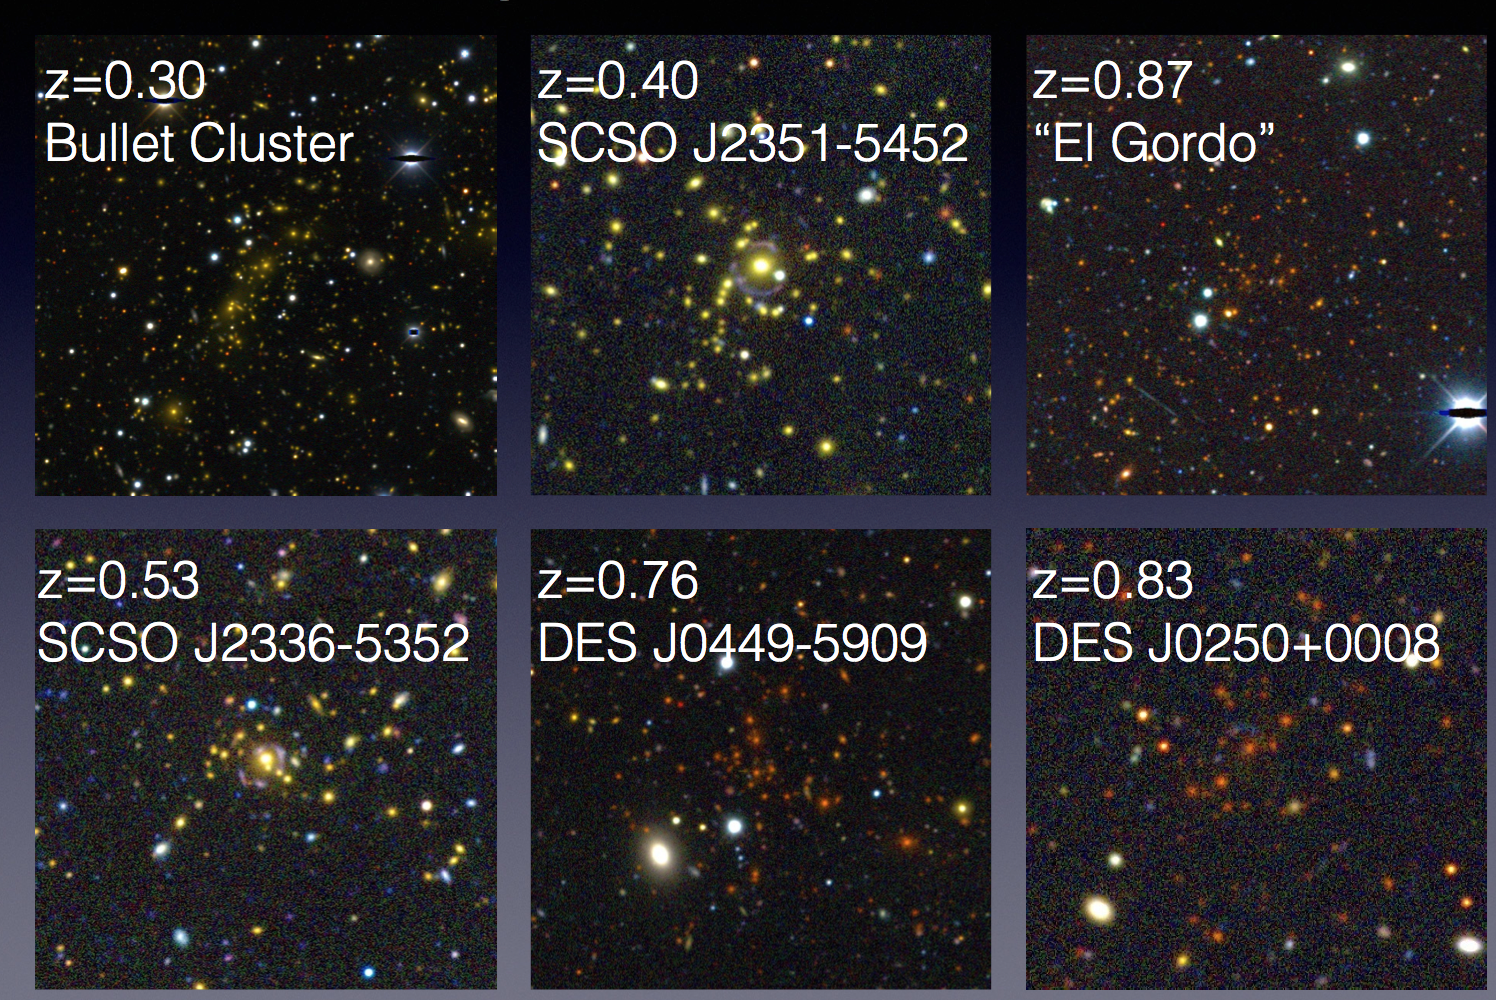 z=0.30
Bullet Cluster
z=0.40
SCSO J2351-5452
z=0.87
“El Gordo”
z=0.53
SCSO J2336-5352
z=0.76
DES J0449-5909
z=0.83
DES J0250+0008